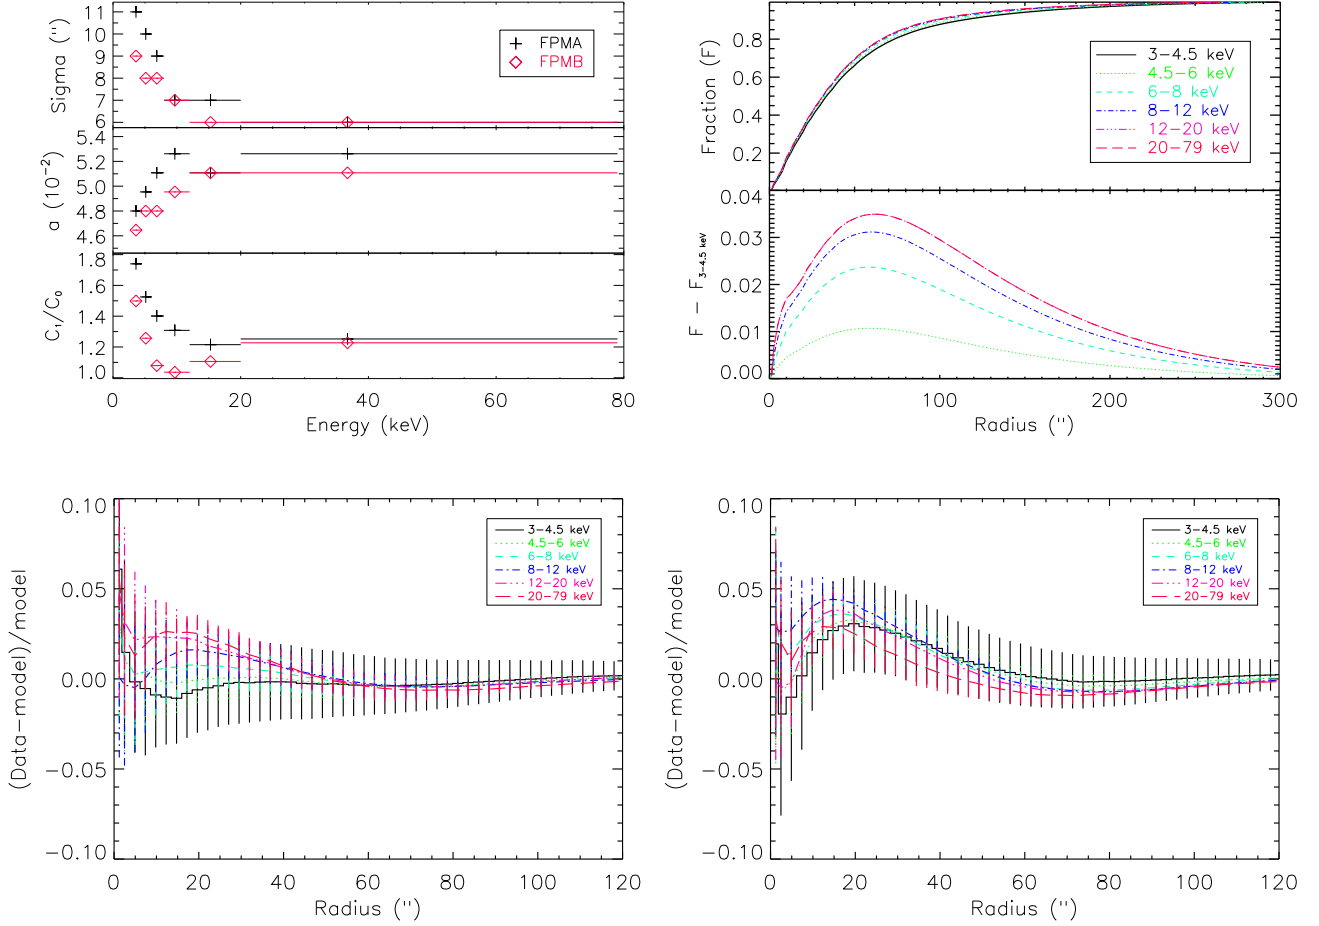 11
10
9
8
7
6
Sigma (")
FPMA
FPMB
5.4
5.2
5.0
4.8
4.6
a (10⁻²)
1.8
1.6
1.4
1.2
1.0
C₁/C₀
0
20
40
60
80
Energy (keV)
0.8
0.6
0.4
0.2
Fraction (F)
3−4.5 keV
4.5−6 keV
6−8 keV
8−12 keV
12−20 keV
20−79 keV
0.04
0.03
0.02
0.01
0.00
F − F₃₋₄.₅ ₖₑᵥ
0
100
200
300
Radius (")
0.10
0.05
0.00
−0.05
−0.10
(Data−model)/model
3−4.5 keV
4.5−6 keV
6−8 keV
8−12 keV
12−20 keV
20−79 keV
0
20
40
60
80
100
120
Radius (")
0.10
0.05
0.00
−0.05
−0.10
(Data−model)/model
3−4.5 keV
4.5−6 keV
6−8 keV
8−12 keV
12−20 keV
20−79 keV
0
20
40
60
80
100
120
Radius (")